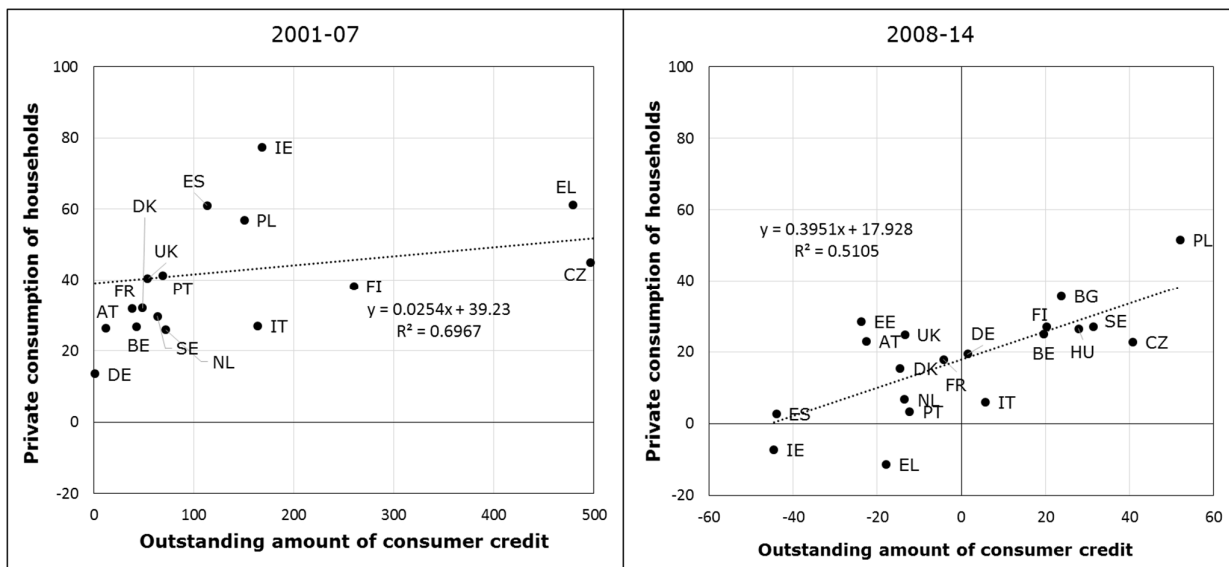 2001-07
Private consumption of households
100
80
60
40
20
0
-20
IE
ES
EL
DK
PL
UK
CZ
PT
FI
FR
y = 0.0254x + 39.23
R² = 0.6967
AT
IT
BE
SE
NL
DE
0 100 200 300 400 500
Outstanding amount of consumer credit
2008-14
Private consumption of households
100
80
60
40
20
0
-20
y = 0.3951x + 17.928
R² = 0.5105
PL
BG
EE
UK
FI
SE
AT
DE
BE
HU
CZ
DK
FR
NL
IT
ES
PT
IE
EL
-60 -40 -20 0 20 40 60
Outstanding amount of consumer credit